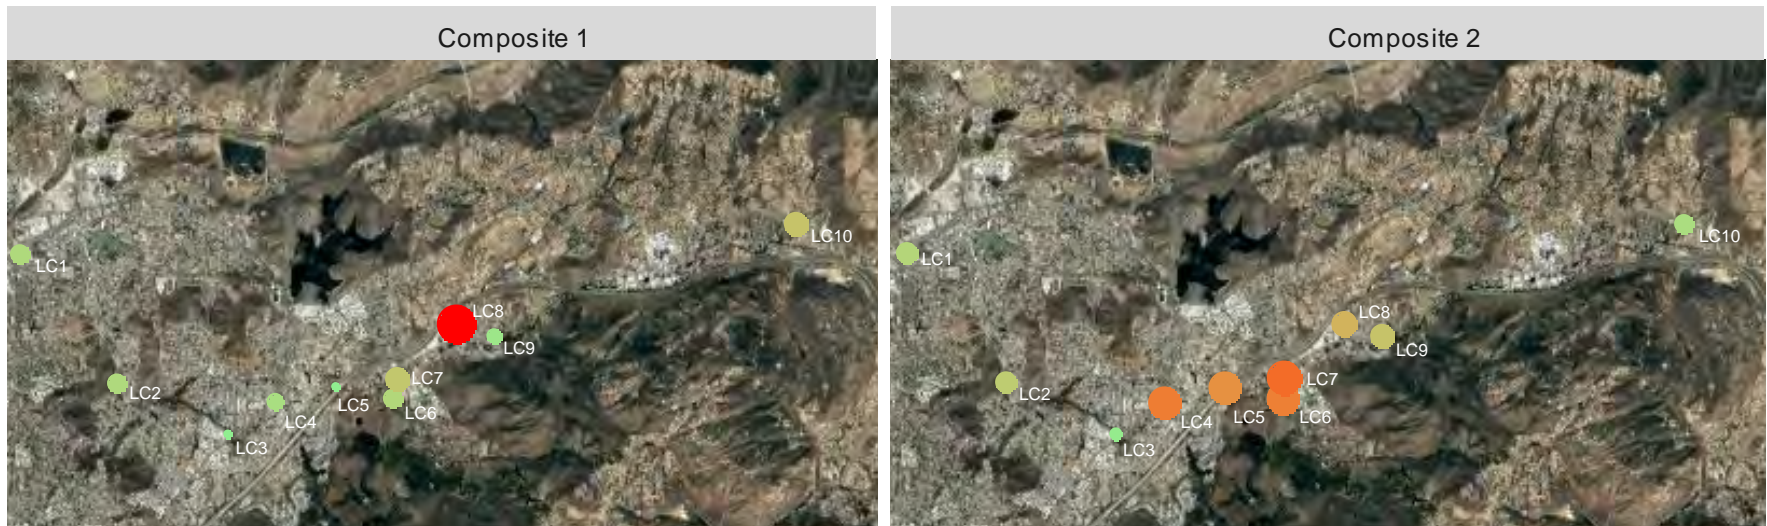 Composite 1
LC1
LC2
LC3
LC4
LC5
LC6
LC7
LC8
LC9
LC10
Composite 2
LC1
LC2
LC3
LC4
LC5
LC6
LC7
LC8
LC9
LC10